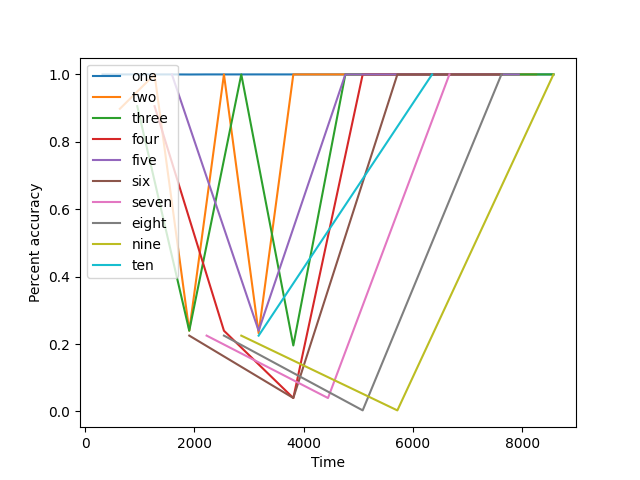 1.0
0.8
0.6
0.4
0.2
0.0
Percent accuracy
one
two
three
four
five
six
seven
eight
nine
ten
0 2000 4000 6000 8000
Time